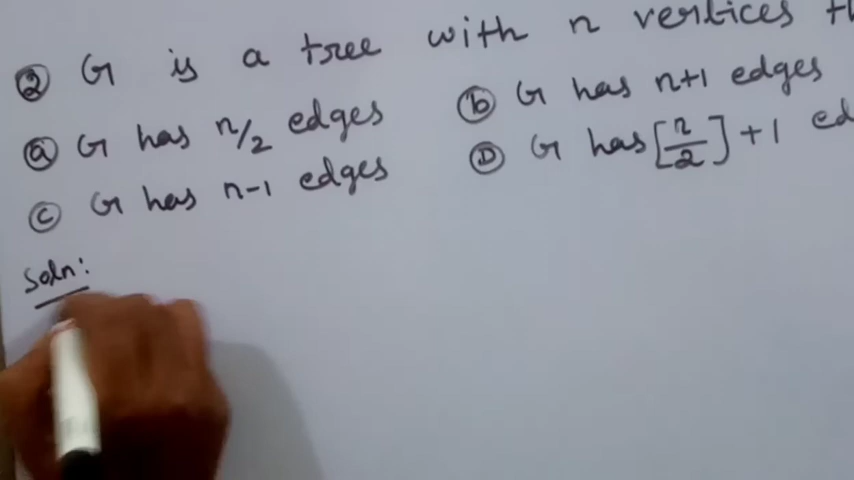 ② G is a tree with n vertices
ⓐ G has n/2 edges ⓑ G has n+1 edges
ⓒ G has n-1 edges Ⓓ G has [n/2]+1
Soln: